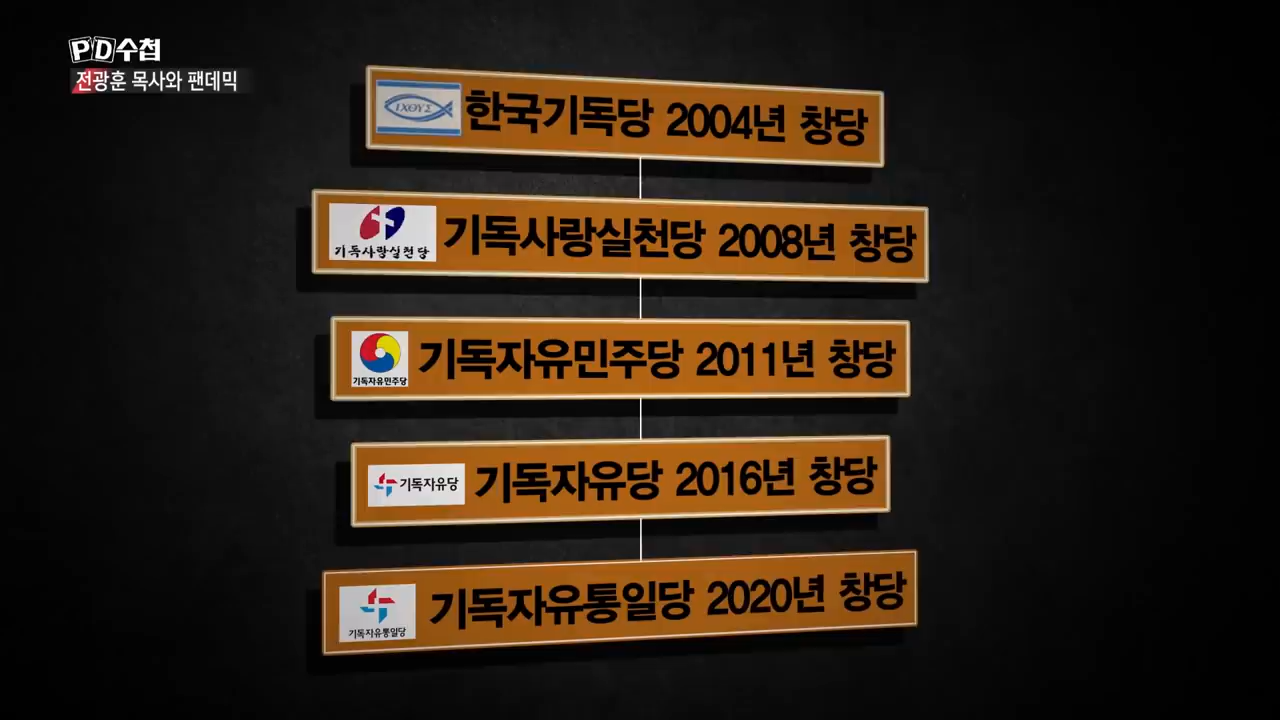 PD수첩
전광훈 목사와 팬데믹
ΙΧΘΥΣ
한국기독당 2004년 창당
기독사랑실천당
기독사랑실천당 2008년 창당
기독자유민주당
기독자유민주당 2011년 창당
기독자유당
기독자유당 2016년 창당
기독자유통일당
기독자유통일당 2020년 창당